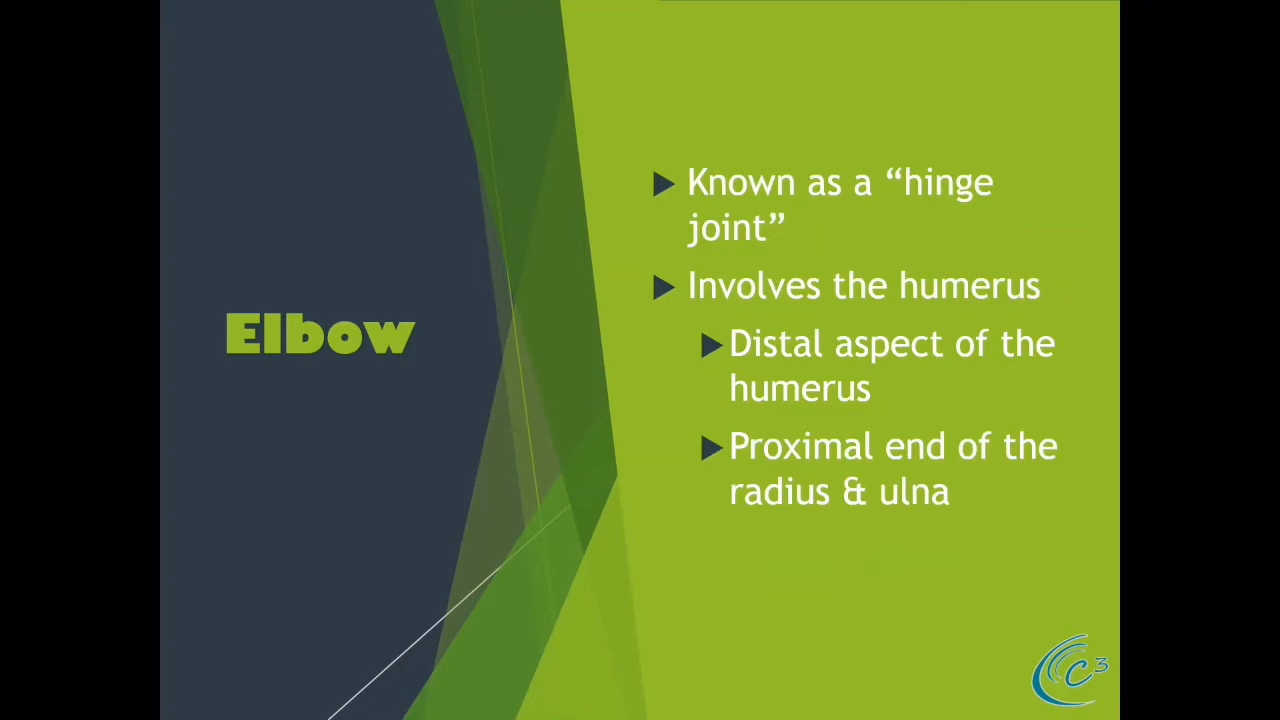 Elbow
Known as a “hinge
joint”
Involves the humerus
Distal aspect of the
humerus
Proximal end of the
radius & ulna
C3